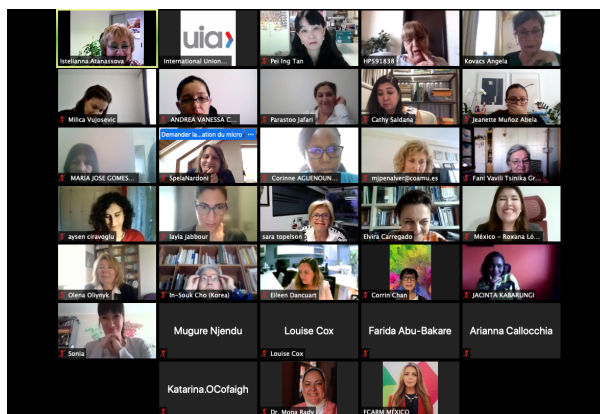 Istelianna Atanassova
uia
International Union...
Pei Ing Tan
HPS91838
Kovacs Angela
Milica Vujosevic
ANDREA VANESSA C...
Parastoo Jafari
Cathy Saldana
Jeanette Muñoz Abela
MARIA JOSE GOMES...
Demander la...ation du micro ...
SpelaNardoni
Corinne AGUENOUN...
mjpenalver@coamu.es
Fani Vavili Tsinika Gr...
aysen ciravoglu
layla jabbour
sara topelson
Elvira Carregado
México - Roxana Ló...
Olena Oliynyk
In-Souk Cho (Korea)
Eileen Dancuart
Corrin Chan
JACINTA KABARUNGI
Sonia
Mugure Njendu
Louise Cox
Louise Cox
Farida Abu-Bakare
Arianna Callocchia
Katarina.OCofaigh
Dr. Mona Rady
FCARM MÉXICO